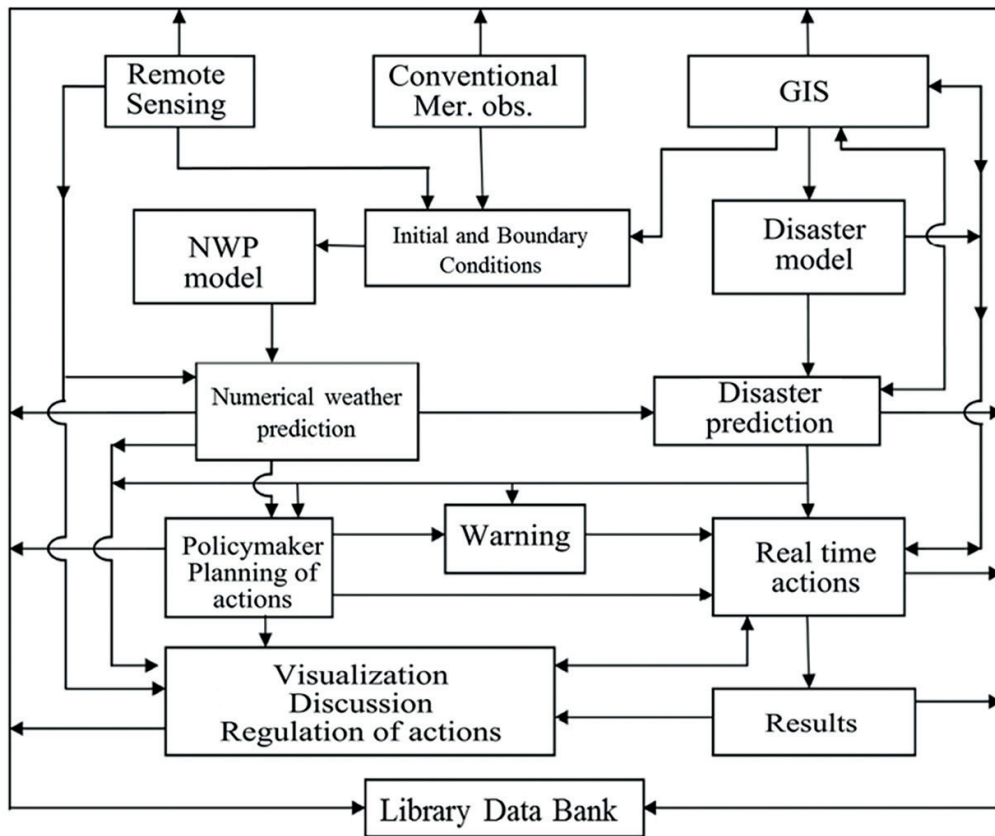 Remote
Sensing
Conventional
Mer. obs.
GIS
NWP
model
Initial and Boundary
Conditions
Disaster
model
Numerical weather
prediction
Disaster
prediction
Policymaker
Planning of
actions
Warning
Real time
actions
Visualization
Discussion
Regulation of actions
Results
Library Data Bank